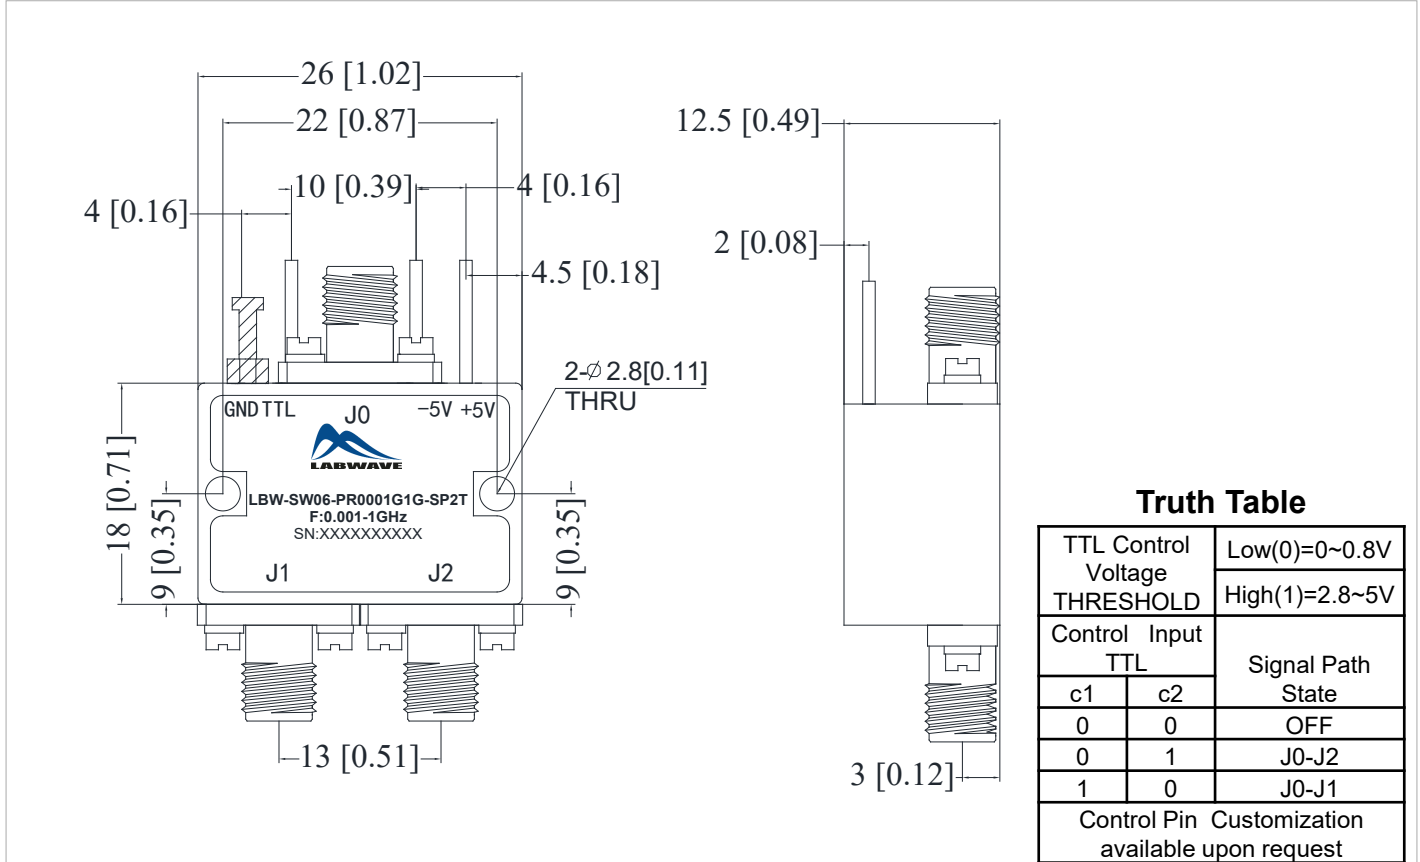 26 [1.02]
22 [0.87]
12.5 [0.49]
10 [0.39]
4 [0.16]
4 [0.16]
2 [0.08]
4.5 [0.18]
2-Ø 2.8[0.11]
THRU
GND TTL
J0
-5V +5V
LABWAVE
LBW-SW06-PR0001G1G-SP2T
F:0.001-1GHz
SN:XXXXXXXXXX
J1
J2
18 [0.71]
9 [0.35]
9 [0.35]
13 [0.51]
3 [0.12]
Truth Table
TTL Control
Voltage
THRESHOLD
Low(0)=0~0.8V
High(1)=2.8~5V
Control Input
TTL
Signal Path
State
c1 c2
0 0 OFF
0 1 J0-J2
1 0 J0-J1
Control Pin Customization
available upon request